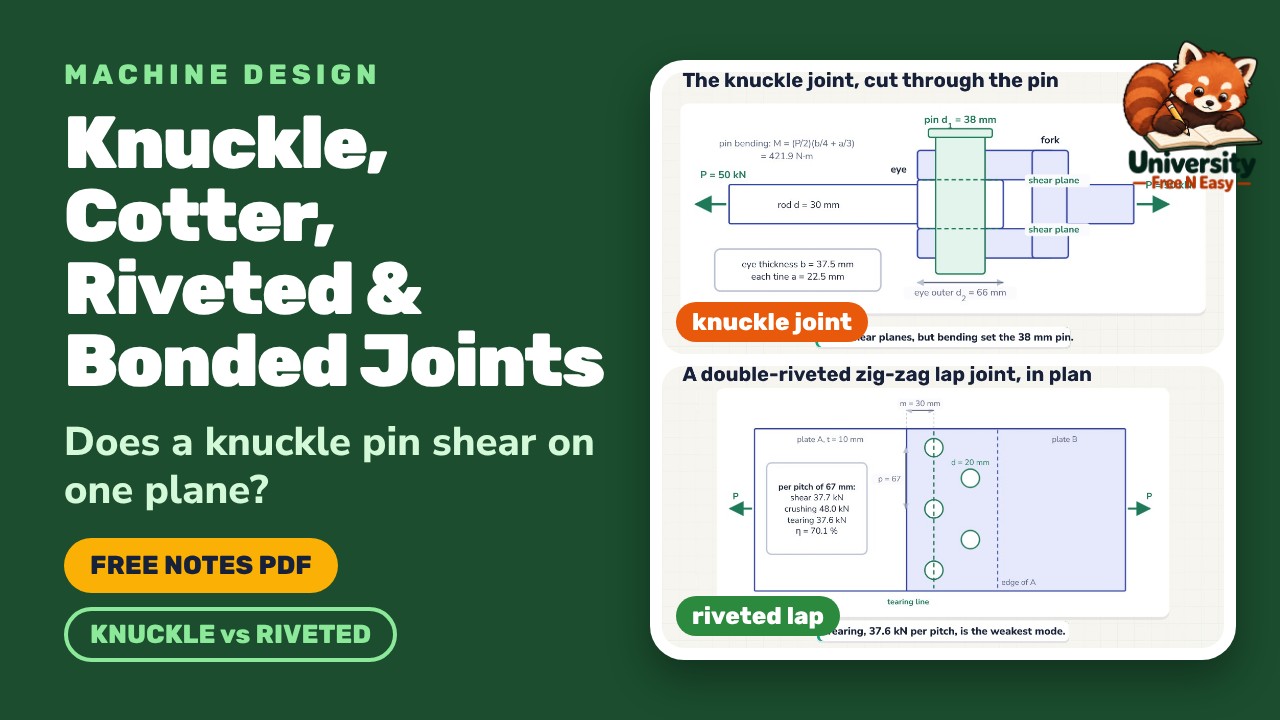 MACHINE DESIGN
Knuckle,
Cotter,
Riveted &
Bonded Joints
Does a knuckle pin shear on
one plane?
FREE NOTES PDF
KNUCKLE vs RIVETED
The knuckle joint, cut through the pin
pin d1 = 38 mm
pin bending: M = (P/2)(b/4 + a/3)
= 421.9 N·m
fork
eye
P = 50 kN
shear plane
rod d = 30 mm
shear plane
eye thickness b = 37.5 mm
each tine a = 22.5 mm
eye outer d2 = 66 mm
knuckle joint
planes, but bending set the 38 mm pin.
University
Free N Easy
A double-riveted zig-zag lap joint, in plan
m = 30 mm
plate A, t = 10 mm
plate B
d = 20 mm
p = 67
per pitch of 67 mm:
shear 37.7 kN
crushing 48.0 kN
tearing 37.6 kN
η = 70.1 %
P
P
edge of A
tearing line
riveted lap
earing, 37.6 kN per pitch, is the weakest mode.